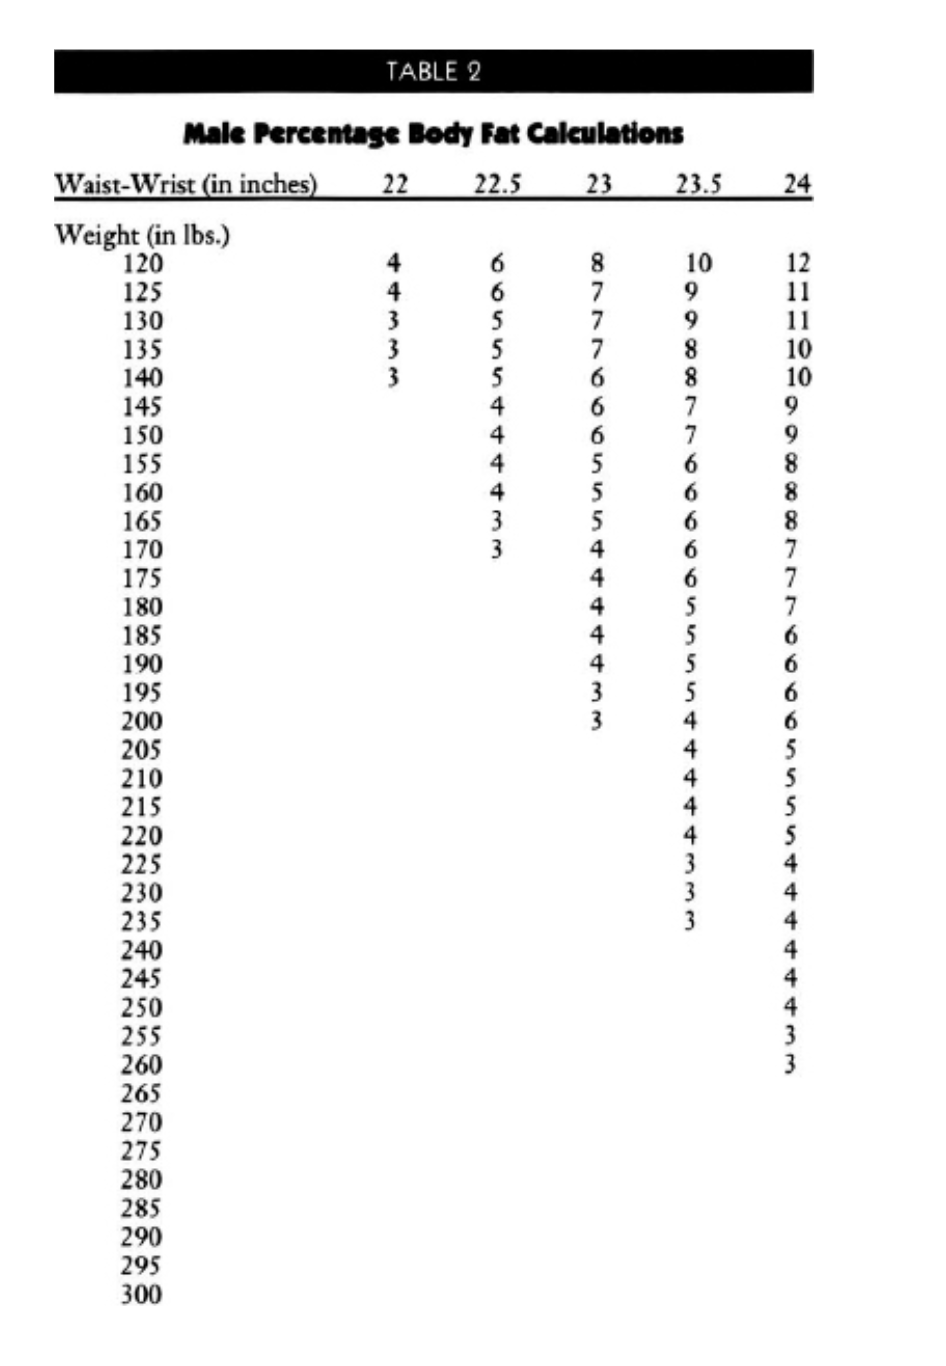 TABLE 2
Male Percentage Body Fat Calculations
Waist-Wrist (in inches) 22 22.5 23 23.5 24
Weight (in lbs.)
120 4 6 8 10 12
125 4 6 7 9 11
130 3 5 7 9 11
135 3 5 7 8 10
140 3 5 6 8 10
145 4 6 7 9
150 4 6 7 9
155 4 5 6 8
160 4 5 6 8
165 3 5 6 8
170 3 4 6 7
175 4 6 7
180 4 5 7
185 4 5 6
190 4 5 6
195 3 5 6
200 3 4 6
205 4 5
210 4 5
215 4 5
220 4 5
225 3 4
230 3 4
235 3 4
240 4
245 4
250 4
255 3
260 3
265
270
275
280
285
290
295
300